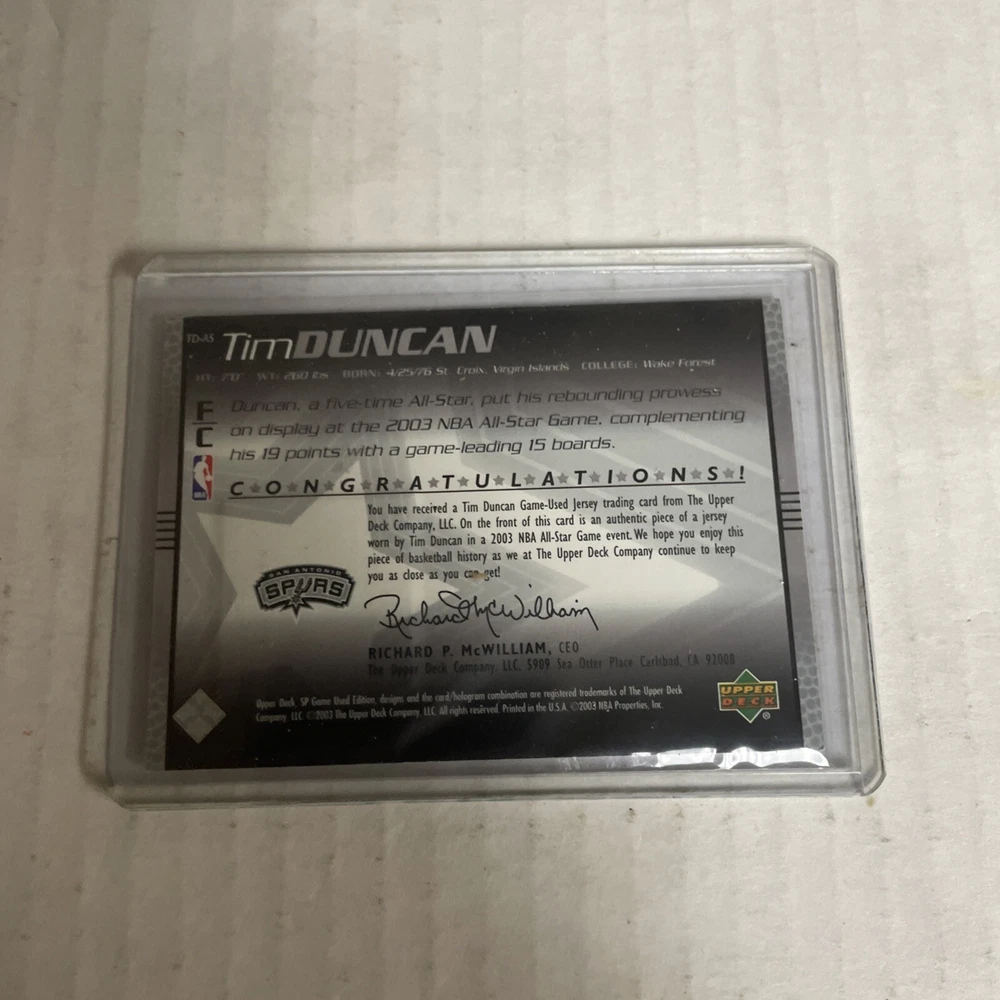 TD-AS
Tim DUNCAN
HT: 7'0" WT: 260 lbs BORN: 4/25/76 St. Croix, Virgin Islands COLLEGE: Wake Forest
F
C
Duncan, a five-time All-Star, put his rebounding prowess
on display at the 2003 NBA All-Star Game, complementing
his 19 points with a game-leading 15 boards.
C★O★N★G★R★A★T★U★L★A★T★I★O★N★S★!
You have received a Tim Duncan Game-Used Jersey trading card from The Upper
Deck Company, LLC. On the front of this card is an authentic piece of a jersey
worn by Tim Duncan in a 2003 NBA All-Star Game event. We hope you enjoy this
piece of basketball history as we at The Upper Deck Company continue to keep
you as close as you can get!
SAN ANTONIO
SPURS
Richard P. McWilliam
RICHARD P. McWILLIAM, CEO
The Upper Deck Company, LLC. 5909 Sea Otter Place Carlsbad, CA 92008
Upper Deck, SP Game Used Edition, designs and the card/hologram combination are registered trademarks of The Upper Deck
Company, LLC. ©2003 The Upper Deck Company, LLC. All rights reserved. Printed in the U.S.A. ©2003 NBA Properties, Inc.
UPPER
DECK
®